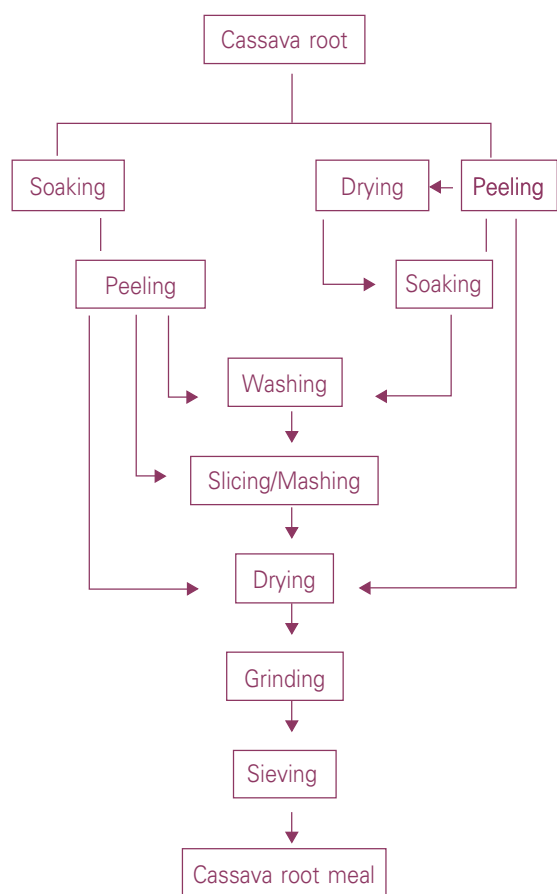 Cassava root
Soaking
Drying
Peeling
Peeling
Soaking
Washing
Slicing/Mashing
Drying
Grinding
Sieving
Cassava root meal